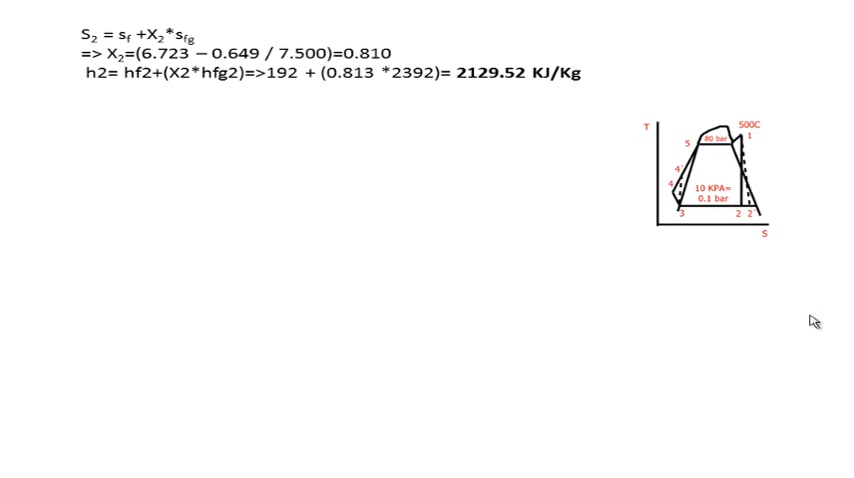 S₂ = s_f +X₂*s_fg
=> X₂=(6.723 – 0.649 / 7.500)=0.810
h2= hf2+(X2*hfg2)=>192 + (0.813 *2392)= 2129.52 KJ/Kg
T
500C
1
80 bar
5
4'
4
10 KPA=
0.1 bar
3
2 2'
S